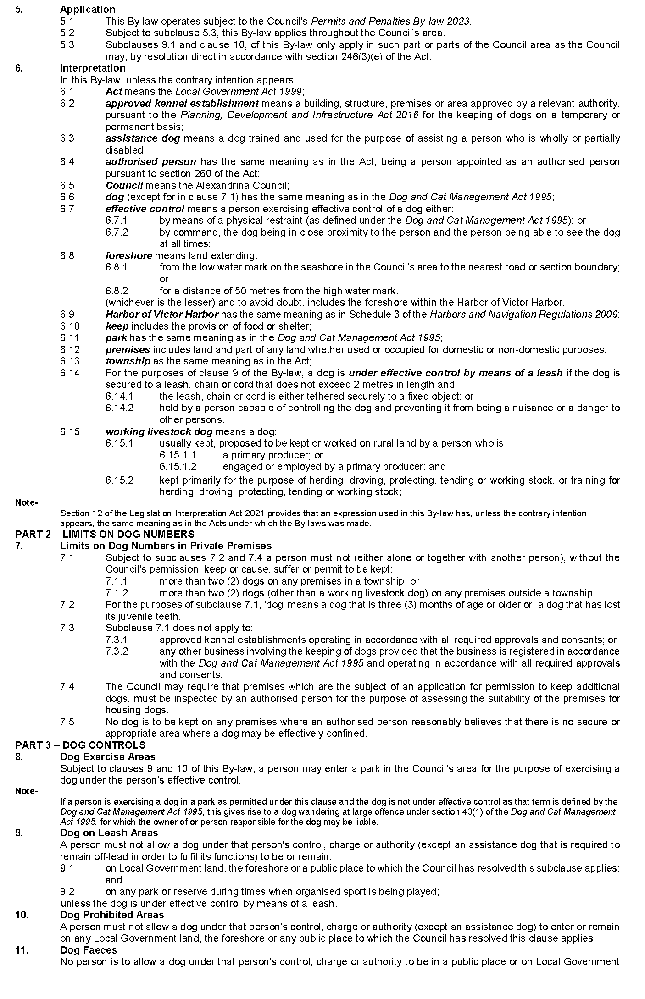 5. Application
5.1 This By-law operates subject to the Council's Permits and Penalties By-law 2023.
5.2 Subject to subclause 5.3, this By-law applies throughout the Council’s area.
5.3 Subclauses 9.1 and clause 10, of this By-law only apply in such part or parts of the Council area as the Council
may, by resolution direct in accordance with section 246(3)(e) of the Act.
6. Interpretation
In this By-law, unless the contrary intention appears:
6.1 Act means the Local Government Act 1999;
6.2 approved kennel establishment means a building, structure, premises or area approved by a relevant authority,
pursuant to the Planning, Development and Infrastructure Act 2016 for the keeping of dogs on a temporary or
permanent basis;
6.3 assistance dog means a dog trained and used for the purpose of assisting a person who is wholly or partially
disabled;
6.4 authorised person has the same meaning as in the Act, being a person appointed as an authorised person
pursuant to section 260 of the Act;
6.5 Council means the Alexandrina Council;
6.6 dog (except for in clause 7.1) has the same meaning as in the Dog and Cat Management Act 1995;
6.7 effective control means a person exercising effective control of a dog either:
6.7.1 by means of a physical restraint (as defined under the Dog and Cat Management Act 1995); or
6.7.2 by command, the dog being in close proximity to the person and the person being able to see the dog
at all times;
6.8 foreshore means land extending:
6.8.1 from the low water mark on the seashore in the Council’s area to the nearest road or section boundary;
or
6.8.2 for a distance of 50 metres from the high water mark.
(whichever is the lesser) and to avoid doubt, includes the foreshore within the Harbor of Victor Harbor.
6.9 Harbor of Victor Harbor has the same meaning as in Schedule 3 of the Harbors and Navigation Regulations 2009;
6.10 keep includes the provision of food or shelter;
6.11 park has the same meaning as in the Dog and Cat Management Act 1995;
6.12 premises includes land and part of any land whether used or occupied for domestic or non-domestic purposes;
6.13 township as the same meaning as in the Act;
6.14 For the purposes of clause 9 of the By-law, a dog is under effective control by means of a leash if the dog is
secured to a leash, chain or cord that does not exceed 2 metres in length and:
6.14.1 the leash, chain or cord is either tethered securely to a fixed object; or
6.14.2 held by a person capable of controlling the dog and preventing it from being a nuisance or a danger to
other persons.
6.15 working livestock dog means a dog:
6.15.1 usually kept, proposed to be kept or worked on rural land by a person who is:
6.15.1.1 a primary producer; or
6.15.1.2 engaged or employed by a primary producer; and
6.15.2 kept primarily for the purpose of herding, droving, protecting, tending or working stock, or training for
herding, droving, protecting, tending or working stock;
Note-
Section 12 of the Legislation Interpretation Act 2021 provides that an expression used in this By-law has, unless the contrary intention
appears, the same meaning as in the Acts under which the By-laws was made.
PART 2 – LIMITS ON DOG NUMBERS
7. Limits on Dog Numbers in Private Premises
7.1 Subject to subclauses 7.2 and 7.4 a person must not (either alone or together with another person), without the
Council's permission, keep or cause, suffer or permit to be kept:
7.1.1 more than two (2) dogs on any premises in a township; or
7.1.2 more than two (2) dogs (other than a working livestock dog) on any premises outside a township.
7.2 For the purposes of subclause 7.1, 'dog' means a dog that is three (3) months of age or older or, a dog that has lost
its juvenile teeth.
7.3 Subclause 7.1 does not apply to:
7.3.1 approved kennel establishments operating in accordance with all required approvals and consents; or
7.3.2 any other business involving the keeping of dogs provided that the business is registered in accordance
with the Dog and Cat Management Act 1995 and operating in accordance with all required approvals
and consents.
7.4 The Council may require that premises which are the subject of an application for permission to keep additional
dogs, must be inspected by an authorised person for the purpose of assessing the suitability of the premises for
housing dogs.
7.5 No dog is to be kept on any premises where an authorised person reasonably believes that there is no secure or
appropriate area where a dog may be effectively confined.
PART 3 – DOG CONTROLS
8. Dog Exercise Areas
Subject to clauses 9 and 10 of this By-law, a person may enter a park in the Council’s area for the purpose of exercising a
dog under the person’s effective control.
Note-
If a person is exercising a dog in a park as permitted under this clause and the dog is not under effective control as that term is defined by the
Dog and Cat Management Act 1995, this gives rise to a dog wandering at large offence under section 43(1) of the Dog and Cat Management
Act 1995, for which the owner of or person responsible for the dog may be liable.
9. Dog on Leash Areas
A person must not allow a dog under that person's control, charge or authority (except an assistance dog that is required to
remain off-lead in order to fulfil its functions) to be or remain:
9.1 on Local Government land, the foreshore or a public place to which the Council has resolved this subclause applies;
and
9.2 on any park or reserve during times when organised sport is being played;
unless the dog is under effective control by means of a leash.
10. Dog Prohibited Areas
A person must not allow a dog under that person’s control, charge or authority (except an assistance dog) to enter or remain
on any Local Government land, the foreshore or any public place to which the Council has resolved this clause applies.
11. Dog Faeces
No person is to allow a dog under that person's control, charge or authority to be in a public place or on Local Government